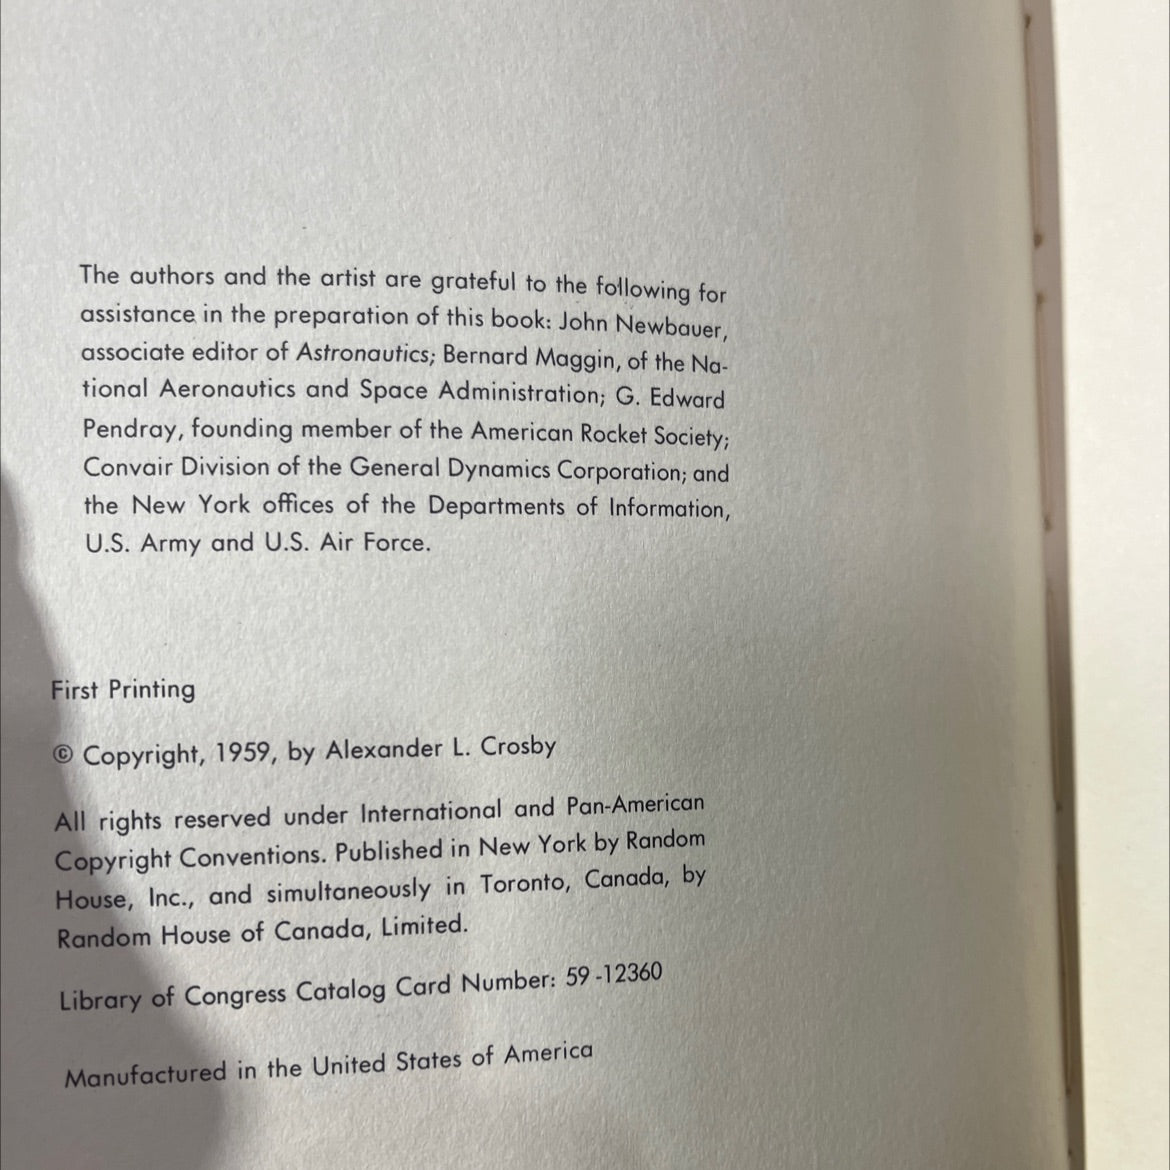 The authors and the artist are grateful to the following for
assistance in the preparation of this book: John Newbauer,
associate editor of Astronautics; Bernard Maggin, of the Na-
tional Aeronautics and Space Administration; G. Edward
Pendray, founding member of the American Rocket Society;
Convair Division of the General Dynamics Corporation; and
the New York offices of the Departments of Information,
U.S. Army and U.S. Air Force.
First Printing
© Copyright, 1959, by Alexander L. Crosby
All rights reserved under International and Pan-American
Copyright Conventions. Published in New York by Random
House, Inc., and simultaneously in Toronto, Canada, by
Random House of Canada, Limited.
Library of Congress Catalog Card Number: 59-12360
Manufactured in the United States of America